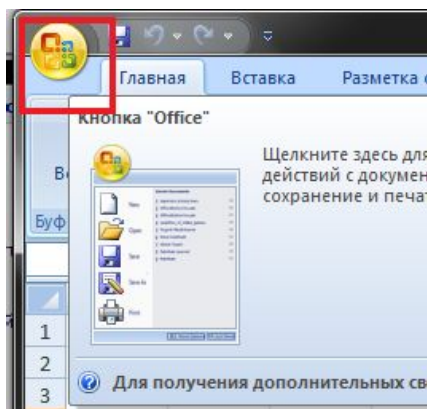 Главная Вставка Разметка
Кнопка "Office"
Щелкните здесь для
действий с докумен
сохранение и печа
Буф
New
Open
Save
Save As
Print
1
2
3
Для получения дополнительных св